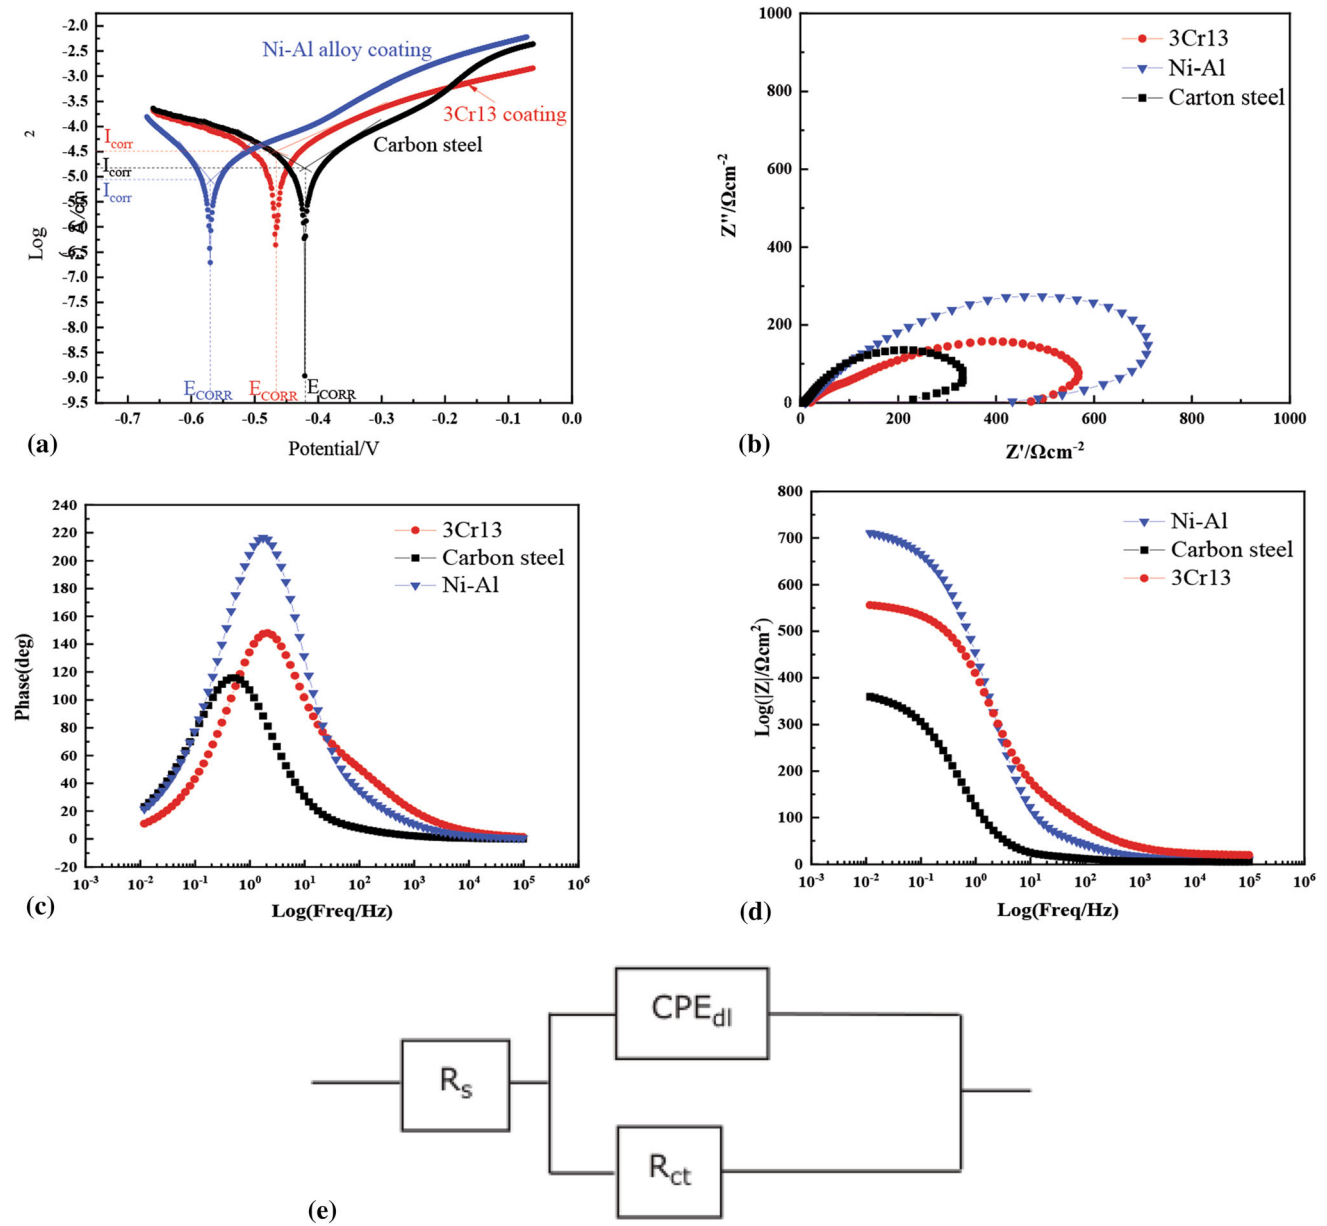 -2.0
-2.5
-3.0
-3.5
-4.0
-4.5
-5.0
-5.5
-6.0
-6.5
-7.0
-7.5
-8.0
-8.5
-9.0
-9.5
-0.7 -0.6 -0.5 -0.4 -0.3 -0.2 -0.1 0.0
Potential/V
Log
2
Ni-Al alloy coating
3Cr13 coating
Carbon steel
Icorr
Icorr
Icorr
ECORR ECORR ECORR
(a)
1000
800
600
400
200
0
0 200 400 600 800 1000
Z''/Ωcm-2
Z'/Ωcm-2
3Cr13
Ni-Al
Carton steel
(b)
240
220
200
180
160
140
120
100
80
60
40
20
0
-20
10-3 10-2 10-1 100 101 102 103 104 105 106
Phase(deg)
Log(Freq/Hz)
3Cr13
Carbon steel
Ni-Al
(c)
800
700
600
500
400
300
200
100
0
10-3 10-2 10-1 100 101 102 103 104 105 106
Log(|Z|/Ωcm2)
Log(Freq/Hz)
Ni-Al
Carbon steel
3Cr13
(d)
CPEdl
Rs
Rct
(e)